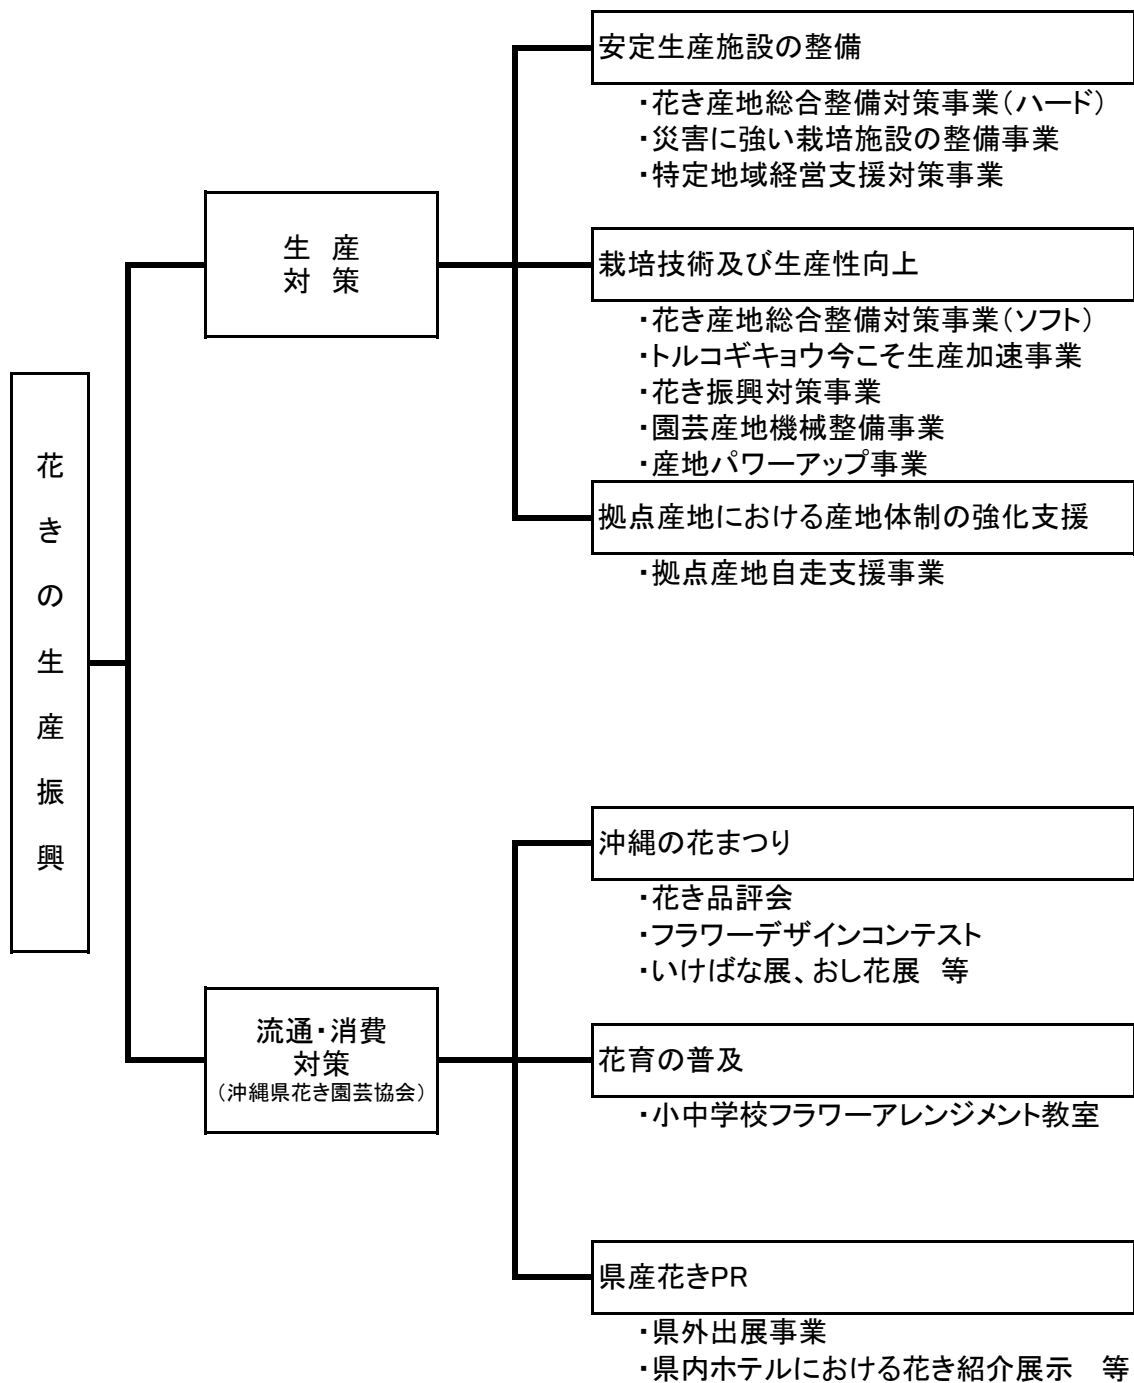 花きの生産振興
生　産
対　策
安定生産施設の整備
・花き産地総合整備対策事業（ハード）
・災害に強い栽培施設の整備事業
・特定地域経営支援対策事業
栽培技術及び生産性向上
・花き産地総合整備対策事業（ソフト）
・トルコギキョウ今こそ生産加速事業
・花き振興対策事業
・園芸産地機械整備事業
・産地パワーアップ事業
拠点産地における産地体制の強化支援
・拠点産地自走支援事業
流通・消費
対策
（沖縄県花き園芸協会）
沖縄の花まつり
・花き品評会
・フラワーデザインコンテスト
・いけばな展、おし花展　等
花育の普及
・小中学校フラワーアレンジメント教室
県産花きPR
・県外出展事業
・県内ホテルにおける花き紹介展示　等